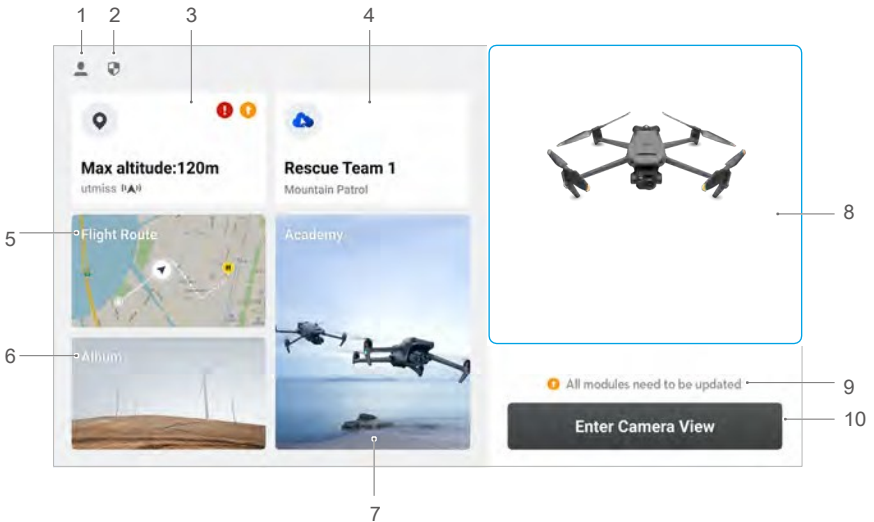 1
2
3
4
Max altitude:120m
utmiss
Rescue Team 1
Mountain Patrol
5
Flight Route
Academy
8
6
Album
All modules need to be updated
9
Enter Camera View
10
7